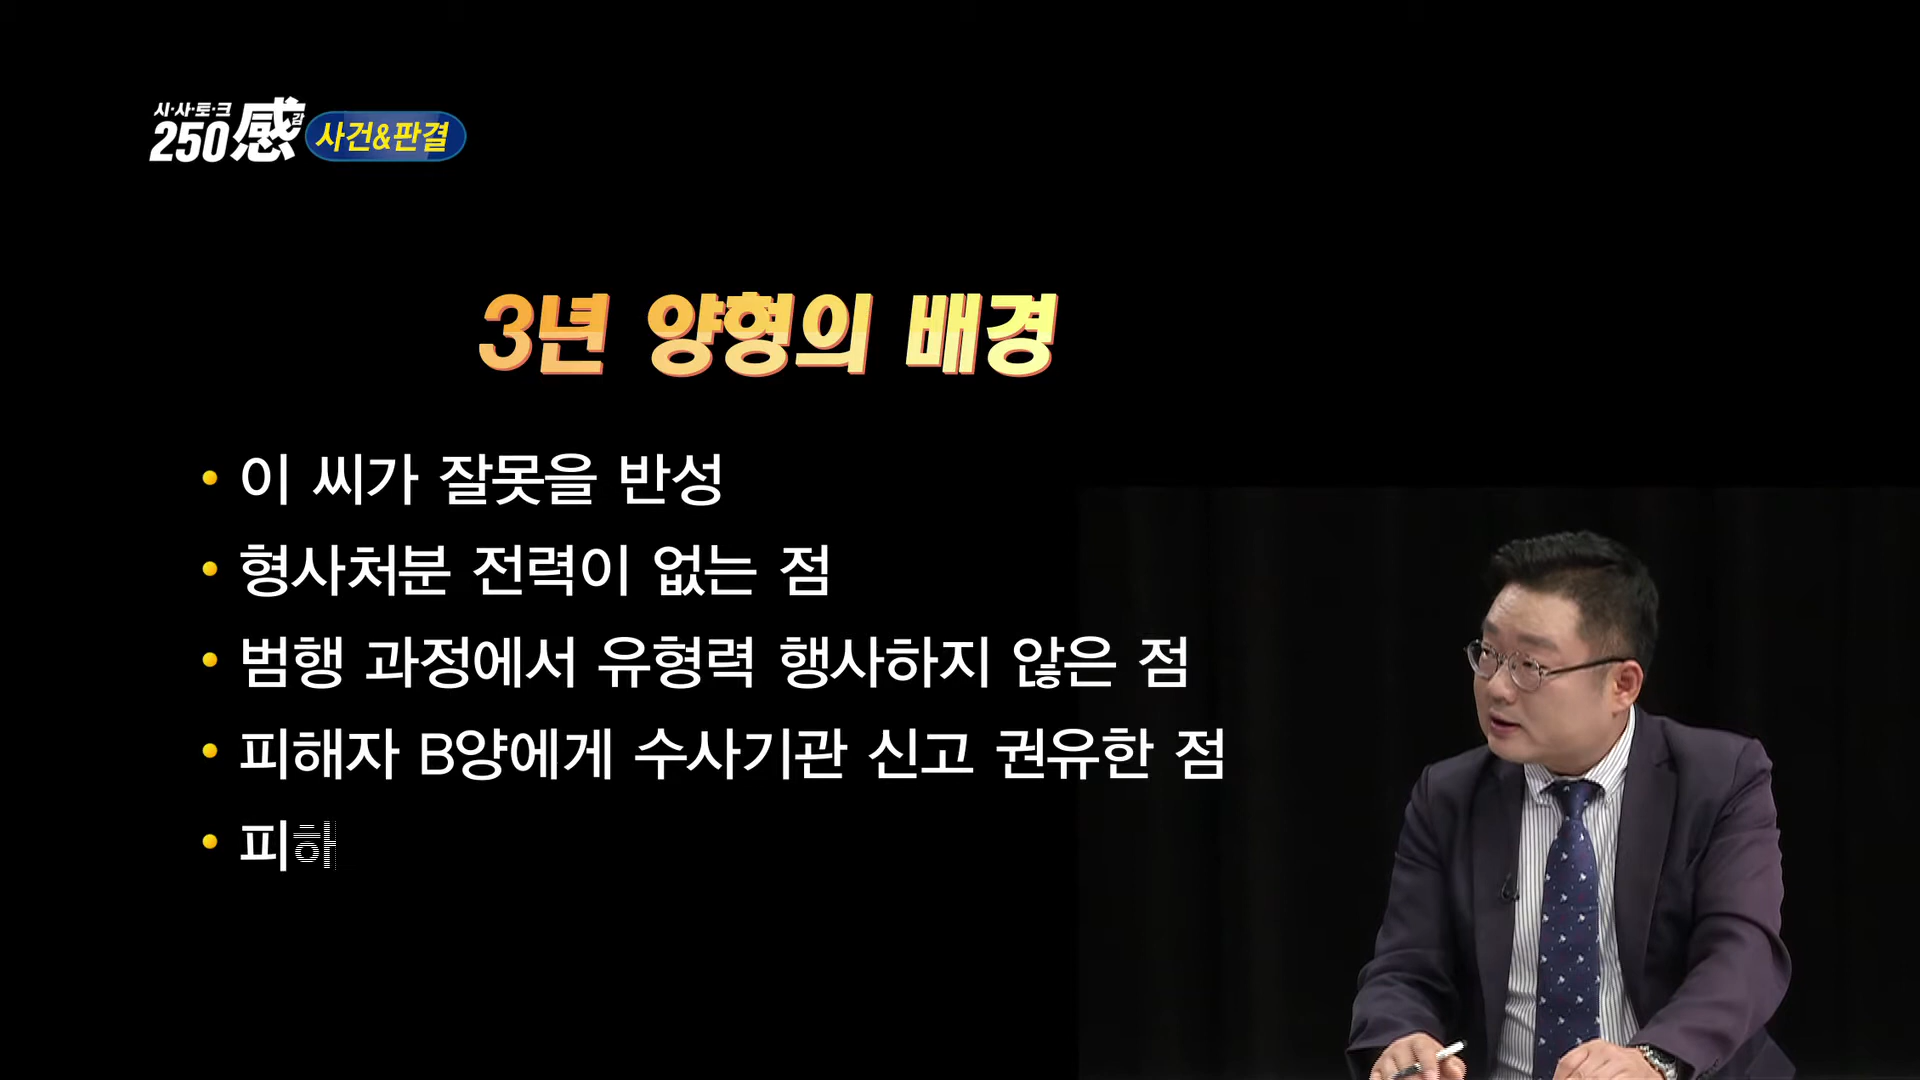 시·사·토·크
250感감 사건&판결
3년 양형의 배경
• 이 씨가 잘못을 반성
• 형사처분 전력이 없는 점
• 범행 과정에서 유형력 행사하지 않은 점
• 피해자 B양에게 수사기관 신고 권유한 점
• 피하